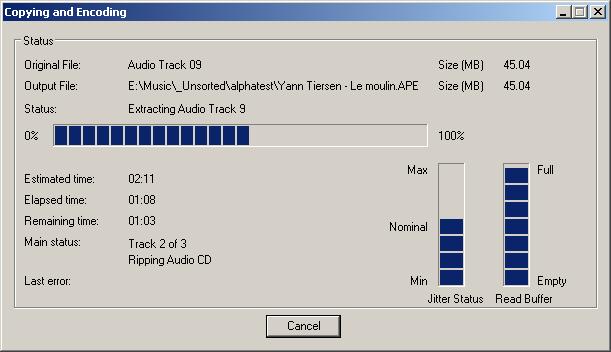 Copying and Encoding
Status
Original File: Audio Track 09 Size (MB) 45.04
Output File: E:\Music\_Unsorted\alphatest\Yann Tiersen - Le moulin.APE Size (MB) 45.04
Status: Extracting Audio Track 9
0% 100%
Estimated time: 02:11
Elapsed time: 01:08
Remaining time: 01:03
Main status: Track 2 of 3
Ripping Audio CD
Last error:
Max
Nominal
Min
Jitter Status
Full
Empty
Read Buffer
Cancel